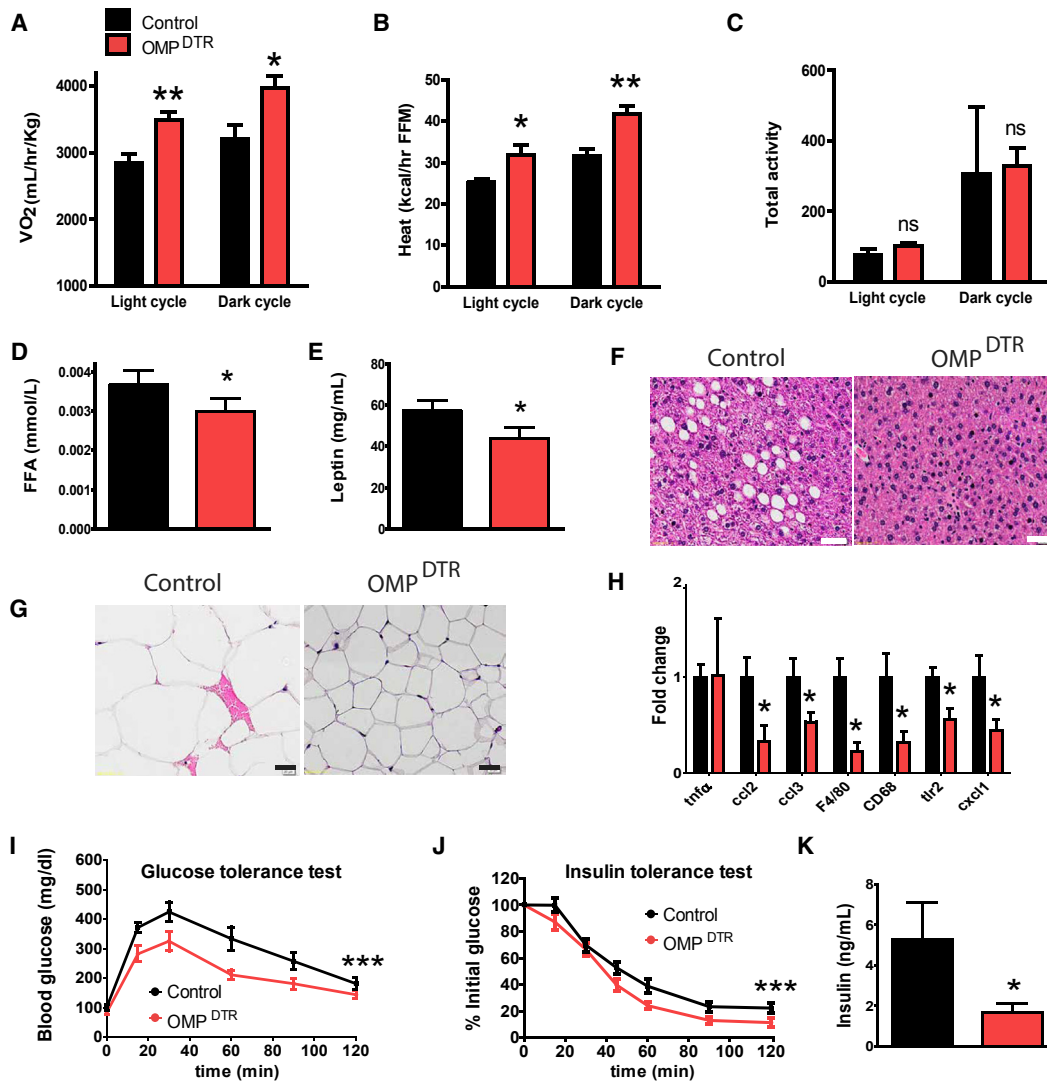 A
Control
OMP DTR
VO2 (mL/hr/Kg)
4000
3000
2000
1000
**
*
Light cycle
Dark cycle
B
Heat (kcal/hr FFM)
50
40
30
20
10
0
*
**
Light cycle
Dark cycle
C
Total activity
600
400
200
0
ns
ns
Light cycle
Dark cycle
D
FFA (mmol/L)
0.004
0.003
0.002
0.001
0.000
*
E
Leptin (mg/mL)
80
60
40
20
0
*
F
Control
OMP DTR
G
Control
OMP DTR
H
Fold change
2
1
0
*
*
*
*
*
*
tnfα
ccl2
ccl3
F4/80
CD68
tlr2
cxcl1
I
Glucose tolerance test
Blood glucose (mg/dl)
600
500
400
300
200
100
0
***
Control
OMP DTR
0 20 40 60 80 100 120
time (min)
J
Insulin tolerance test
% Initial glucose
120
100
80
60
40
20
0
Control
OMP DTR
***
0 20 40 60 80 100 120
time (min)
K
Insulin (ng/mL)
8
6
4
2
0
*